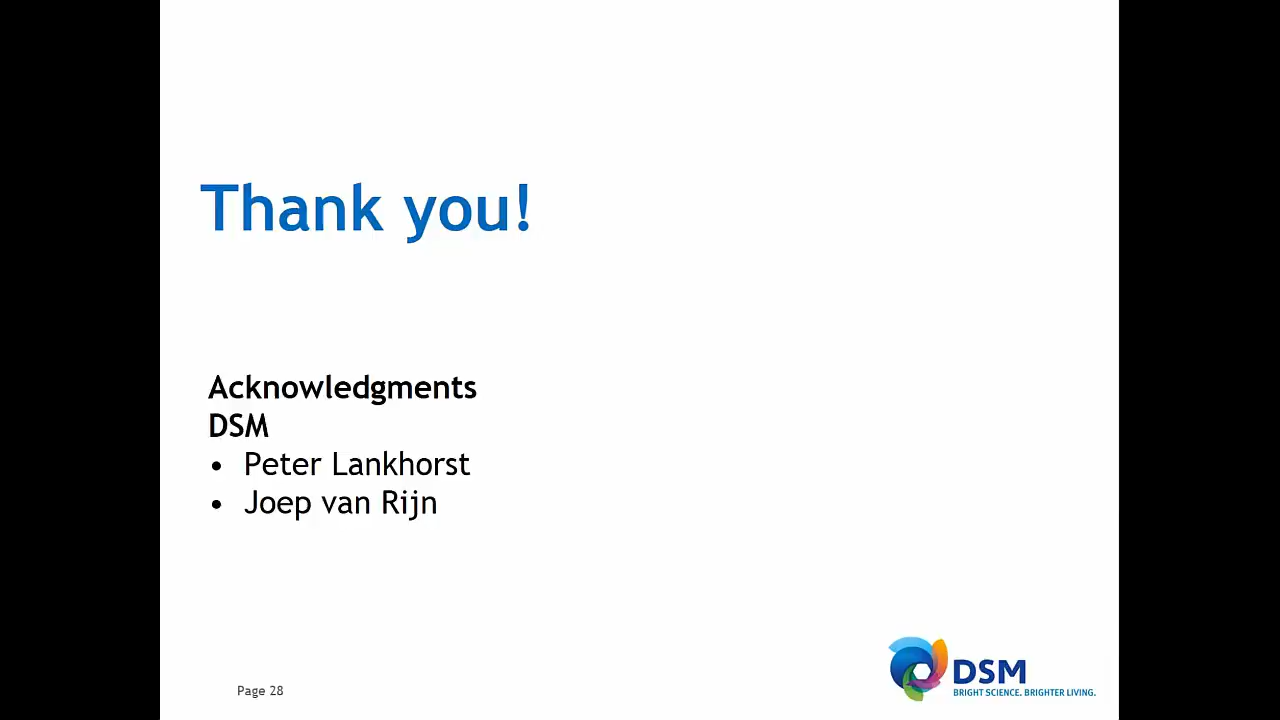 Thank you!
Acknowledgments
DSM
• Peter Lankhorst
• Joep van Rijn
Page 28
DSM
BRIGHT SCIENCE. BRIGHTER LIVING.